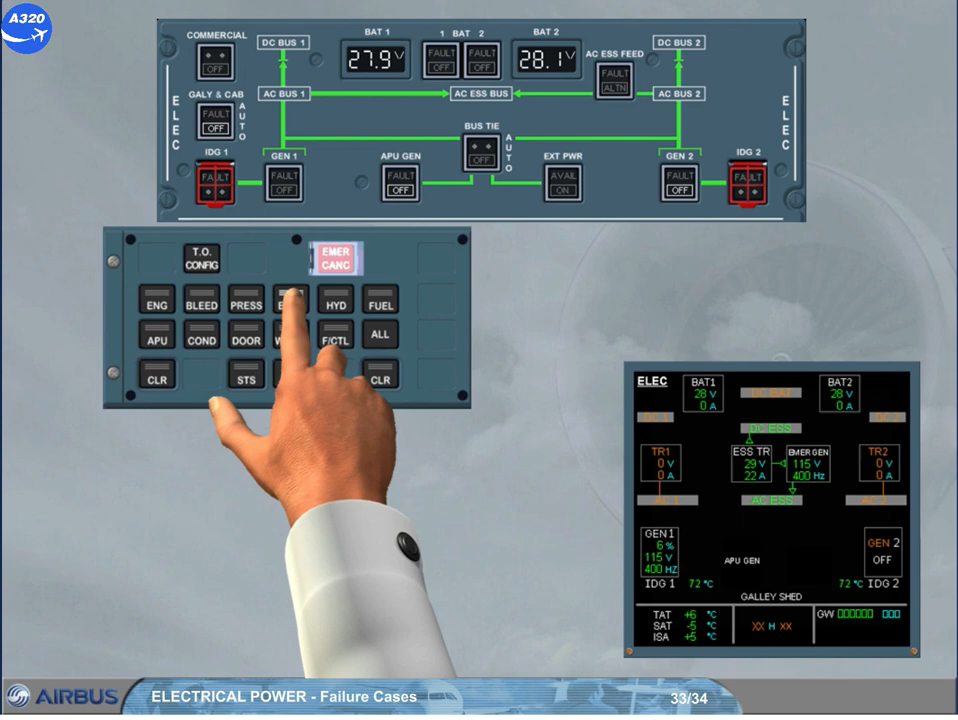 A320
COMMERCIAL
OFF
DC BUS 1
BAT 1
27.9 V
1 BAT 2
FAULT OFF
FAULT OFF
BAT 2
28.1 V
AC ESS FEED
FAULT
ALTN
DC BUS 2
GALY & CAB
FAULT
OFF
AUTO
AC BUS 1
AC ESS BUS
AC BUS 2
ELEC
ELEC
BUS TIE
OFF
AUTO
IDG 1
FAULT
GEN 1
FAULT
OFF
APU GEN
FAULT
OFF
EXT PWR
AVAIL
ON
GEN 2
FAULT
OFF
IDG 2
FAULT
T.O.
CONFIG
EMER
CANC
ENG BLEED PRESS HYD FUEL
APU COND DOOR F/CTL ALL
CLR STS CLR
ELEC
BAT1
28 V
0 A
DC BAT
BAT2
28 V
0 A
DC 1
DC 2
DC ESS
TR1
0 V
0 A
ESS TR
29 V
22 A
EMER GEN
115 V
400 Hz
TR2
0 V
0 A
AC 1
AC ESS
AC 2
GEN 1
6 %
115 V
400 HZ
APU GEN
GEN 2
OFF
IDG 1 72 °C
72 °C IDG 2
GALLEY SHED
TAT +6 °C
SAT -5 °C
ISA +5 °C
XX H XX
GW
AIRBUS
ELECTRICAL POWER - Failure Cases
33/34